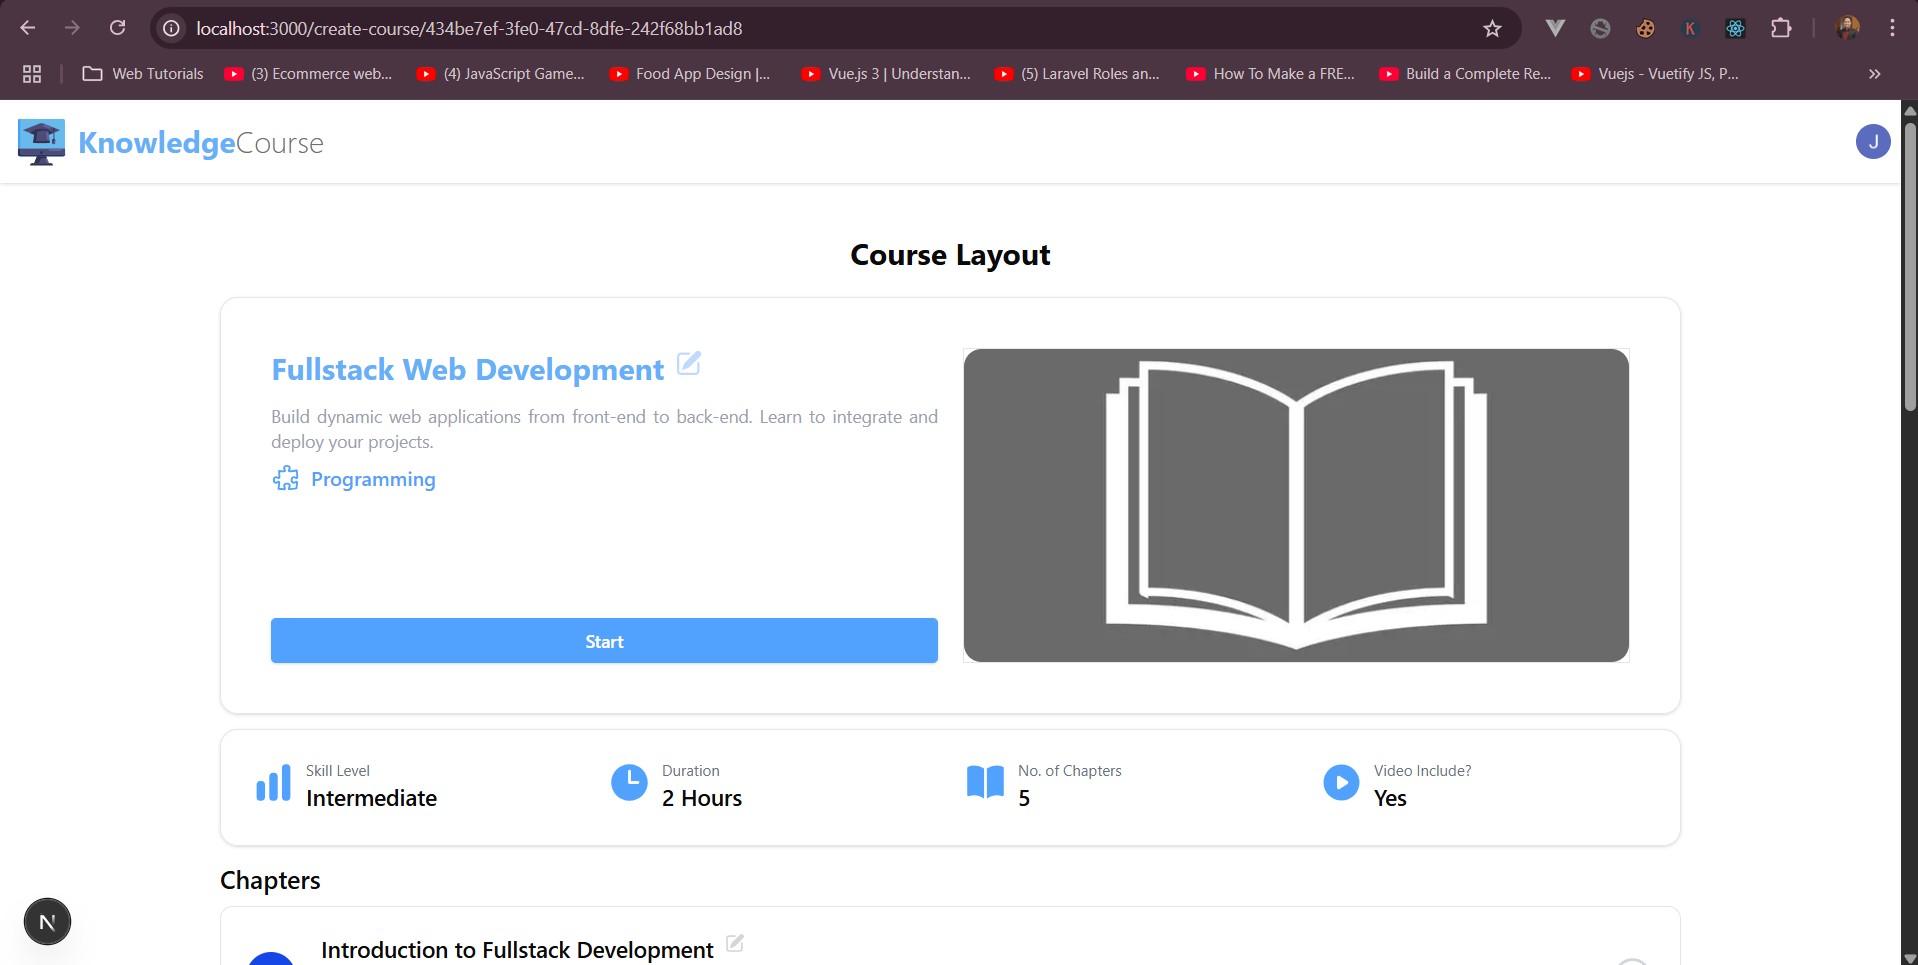 localhost:3000/create-course/434be7ef-3fe0-47cd-8dfe-242f68bb1ad8
K
Web Tutorials
(3) Ecommerce web...
(4) JavaScript Game...
Food App Design |...
Vue.js 3 | Understan...
(5) Laravel Roles an...
How To Make a FRE...
Build a Complete Re...
Vuejs - Vuetify JS, P...
KnowledgeCourse
J
Course Layout
Fullstack Web Development
Build dynamic web applications from front-end to back-end. Learn to integrate and
deploy your projects.
Programming
Start
Skill Level
Intermediate
Duration
2 Hours
No. of Chapters
5
Video Include?
Yes
Chapters
N
Introduction to Fullstack Development